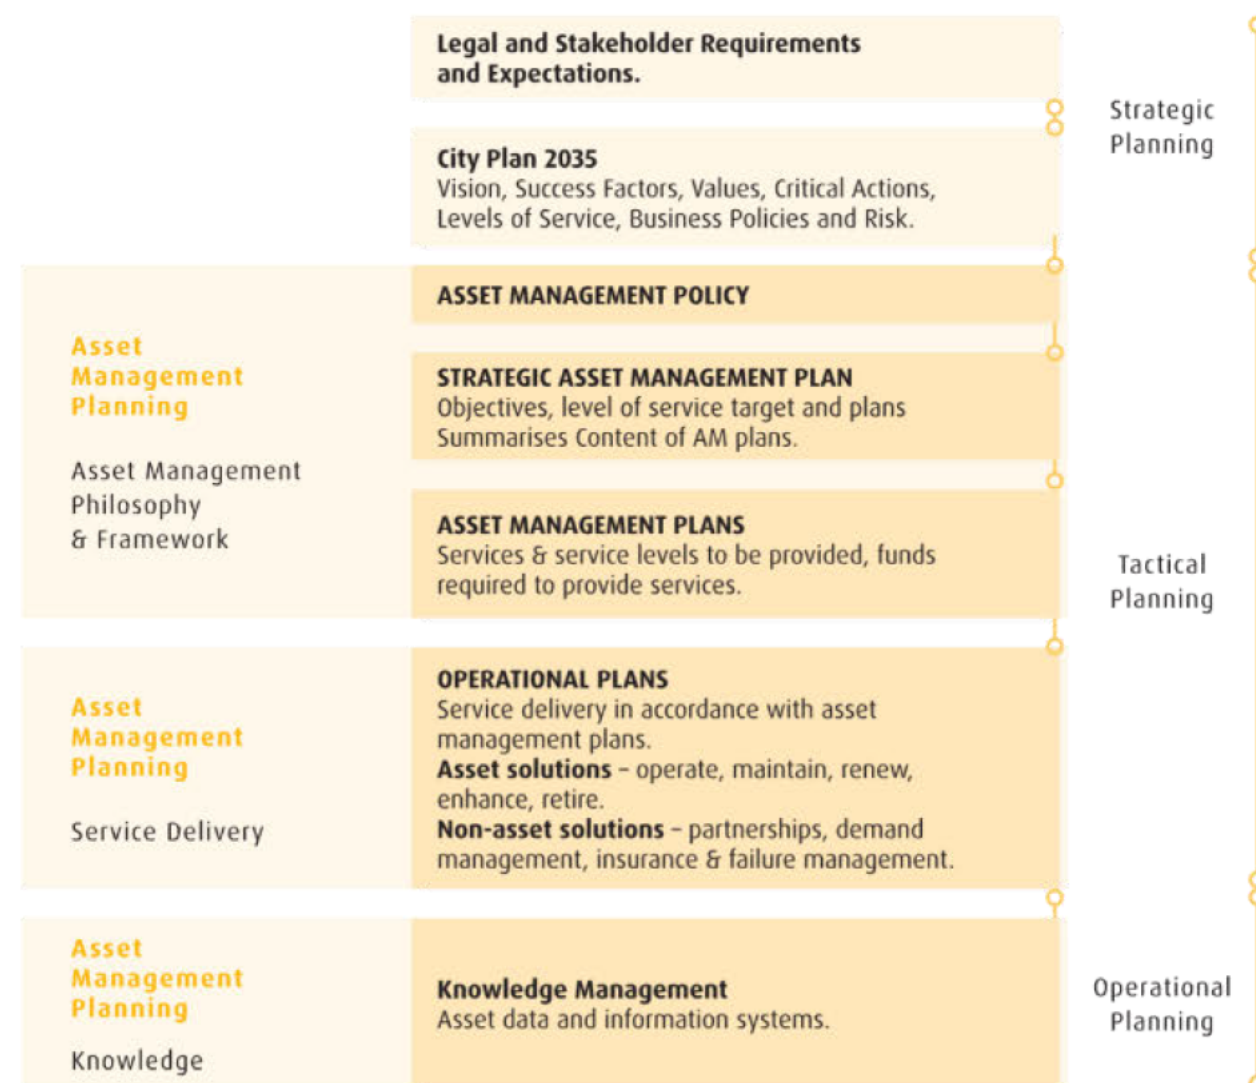 Legal and Stakeholder Requirements
and Expectations.
Strategic
Planning
City Plan 2035
Vision, Success Factors, Values, Critical Actions,
Levels of Service, Business Policies and Risk.
Asset
Management
Planning
Asset Management
Philosophy
& Framework
ASSET MANAGEMENT POLICY
STRATEGIC ASSET MANAGEMENT PLAN
Objectives, level of service target and plans
Summarises Content of AM plans.
ASSET MANAGEMENT PLANS
Services & service levels to be provided, funds
required to provide services.
Tactical
Planning
Asset
Management
Planning
Service Delivery
OPERATIONAL PLANS
Service delivery in accordance with asset
management plans.
Asset solutions – operate, maintain, renew,
enhance, retire.
Non-asset solutions – partnerships, demand
management, insurance & failure management.
Asset
Management
Planning
Knowledge
Knowledge Management
Asset data and information systems.
Operational
Planning